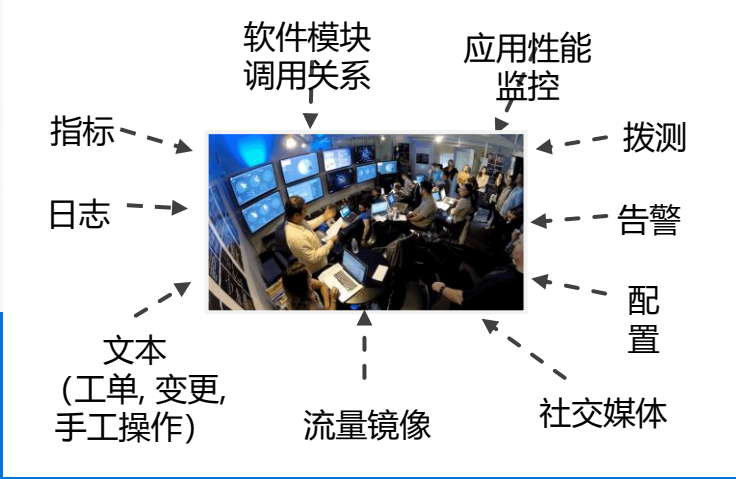 软件模块
调用关系
应用性能
监控
指标
拨测
日志
告警
配
置
文本
（工单, 变更,
手工操作）
流量镜像
社交媒体